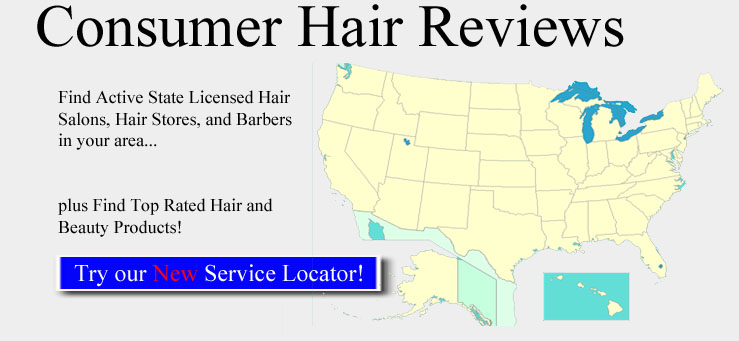 Consumer Hair Reviews
Find Active State Licensed Hair
Salons, Hair Stores, and Barbers
in your area...
plus Find Top Rated Hair and
Beauty Products!
Try our New Service Locator!